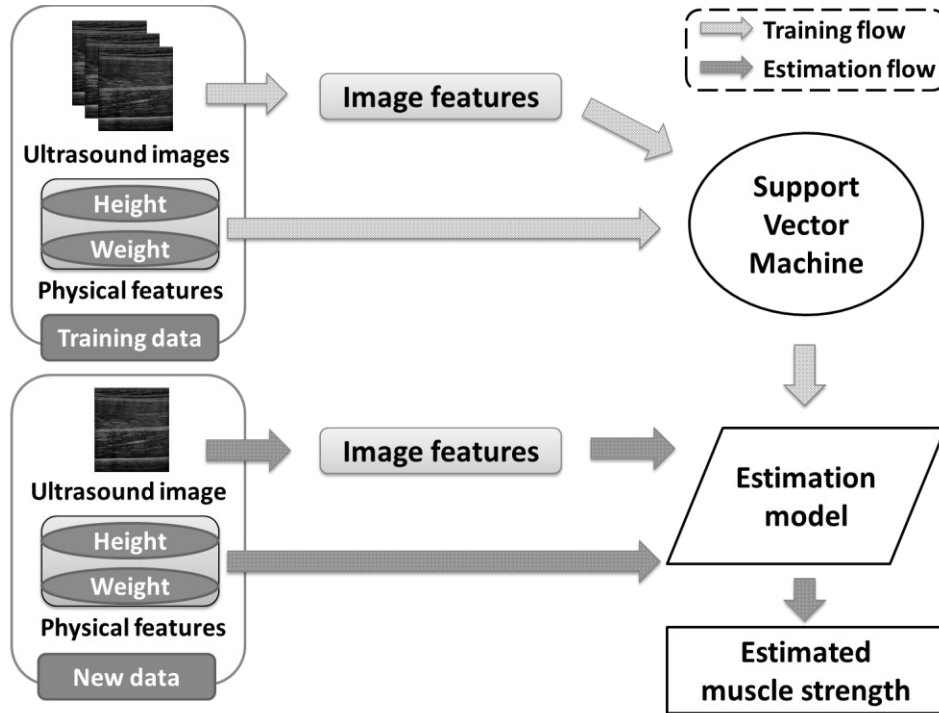 Training flow
Estimation flow
Ultrasound images
Height
Weight
Physical features
Training data
Image features
Support
Vector
Machine
Ultrasound image
Height
Weight
Physical features
New data
Image features
Estimation
model
Estimated
muscle strength